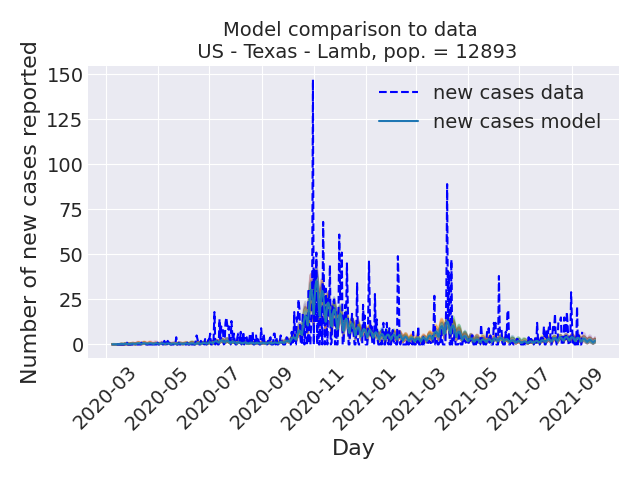 Model comparison to data
US - Texas - Lamb, pop. = 12893
Number of new cases reported
150
125
100
75
50
25
0
new cases data
new cases model
2020-03
2020-05
2020-07
2020-09
2020-11
2021-01
2021-03
2021-05
2021-07
2021-09
Day